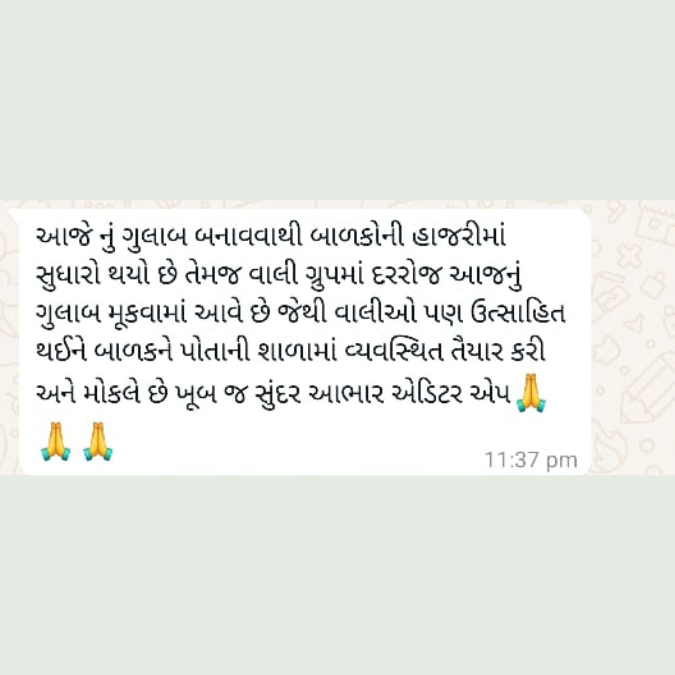 આજે નું ગુલાબ બનાવવાથી બાળકોની હાજરીમાં
સુધારો થયો છે તેમજ વાલી ગ્રુપમાં દરરોજ આજનું
ગુલાબ મૂકવામાં આવે છે જેથી વાલીઓ પણ ઉત્સાહિત
થઈને બાળકને પોતાની શાળામાં વ્યવસ્થિત તૈયાર કરી
અને મોકલે છે ખૂબ જ સુંદર આભાર એડિટર એપ🙏
🙏🙏
11:37 pm